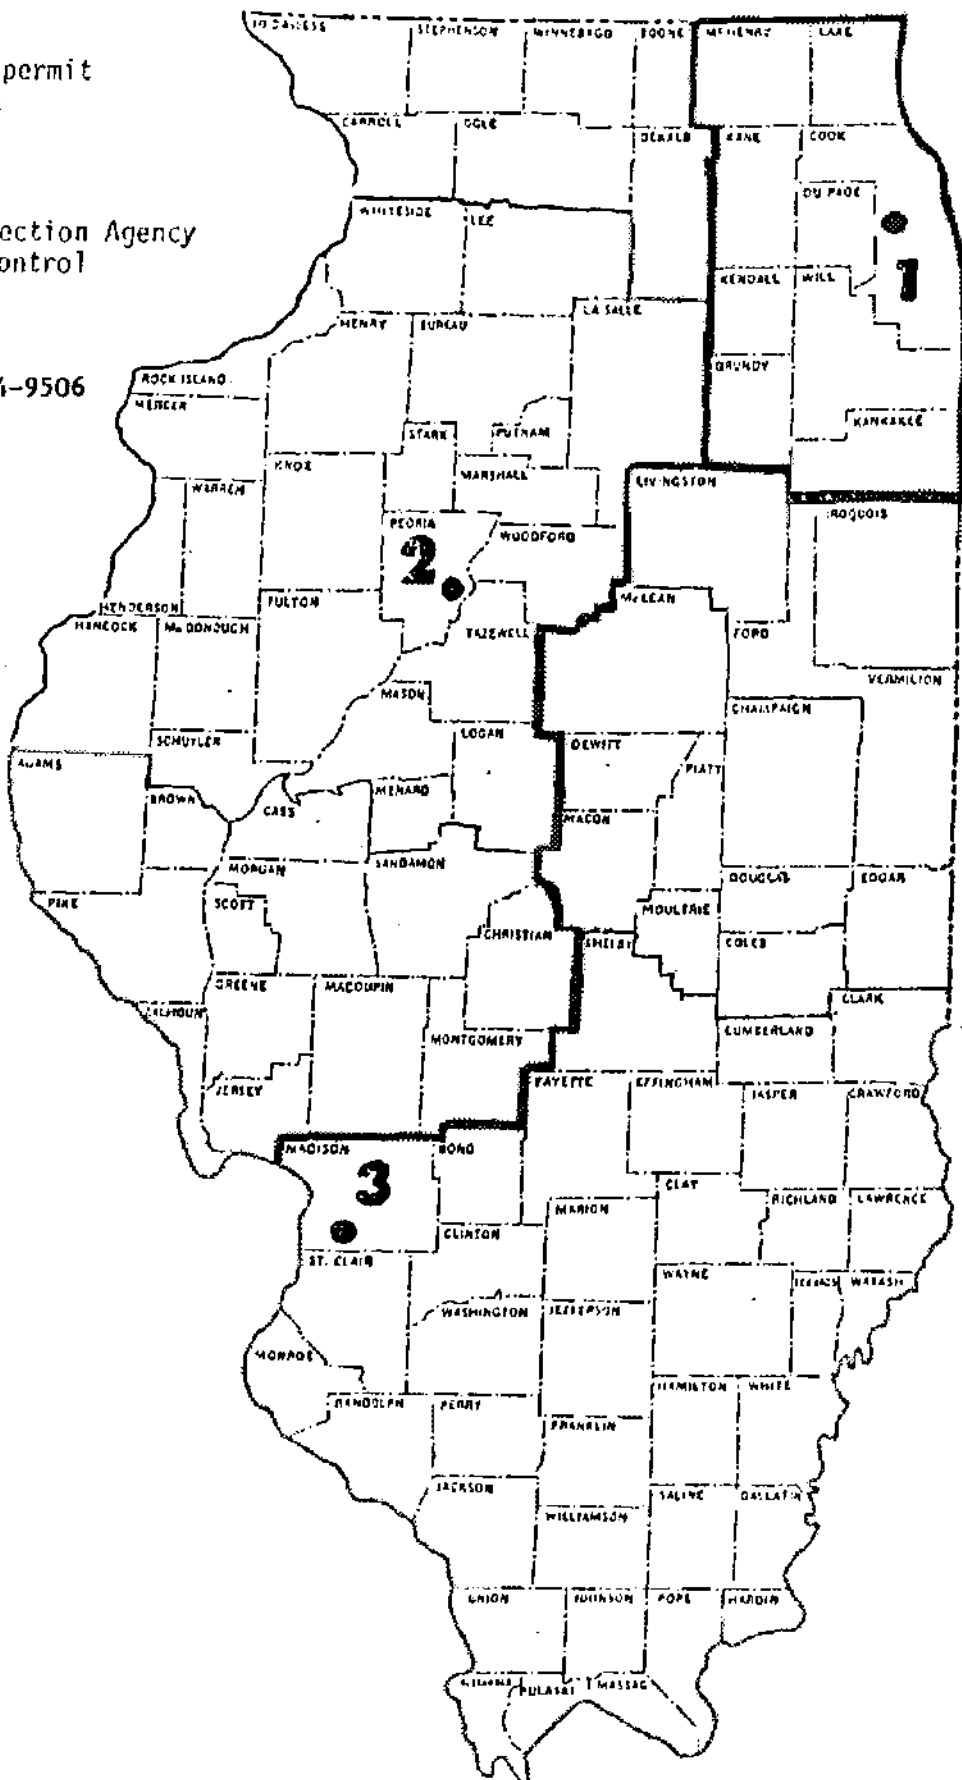 permit
ection Agency
ontrol
4-9506
JO DAVIESS
STEPHENSON
WINNEBAGO
BOONE
MCHENRY
LAKE
CARROLL
OGLE
DEKALB
KANE
COOK
DU PAGE
1
WHITESIDE
LEE
KENDALL
WILL
LA SALLE
HENRY
BUREAU
GRUNDY
ROCK ISLAND
MERCER
KANKAKEE
STARK
PUTNAM
KNOX
MARSHALL
LIVINGSTON
WARREN
PEORIA
IROQUOIS
WOODFORD
2
HENDERSON
FULTON
McLEAN
HANCOCK
McDONOUGH
TAZEWELL
FORD
VERMILION
MASON
CHAMPAIGN
SCHUYLER
LOGAN
DEWITT
ADAMS
PIATT
BROWN
CASS
MENARD
MACON
MORGAN
SANGAMON
DOUGLAS
EDGAR
PIKE
SCOTT
MOULTRIE
CHRISTIAN
SHELBY
COLES
GREENE
MACOUPIN
CLARK
CALHOUN
MONTGOMERY
CUMBERLAND
JERSEY
FAYETTE
EFFINGHAM
JASPER
CRAWFORD
MADISON
BOND
3
CLAY
RICHLAND
LAWRENCE
MARION
CLINTON
ST. CLAIR
WAYNE
EDWARDS
WABASH
WASHINGTON
JEFFERSON
MONROE
HAMILTON
WHITE
RANDOLPH
PERRY
FRANKLIN
JACKSON
SALINE
GALLATIN
WILLIAMSON
UNION
JOHNSON
POPE
HARDIN
PULASKI
MASSAC